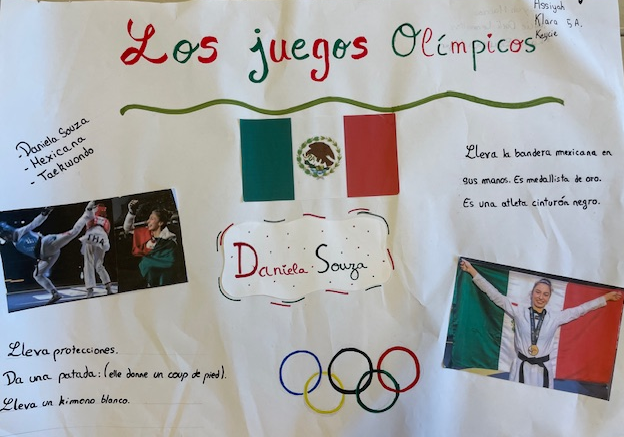 Assiyah
Klara 5A.
Keycie
Los juegos Olímpicos
-Daniela Souza
- Mexicana
- Taekwondo
Lleva la bandera mexicana en
sus manos. Es medallista de oro.
Es una atleta cinturón negro.
Daniela Souza
Lleva protecciones.
Da una patada: (elle donne un coup de pied).
Lleva un kimono blanco.